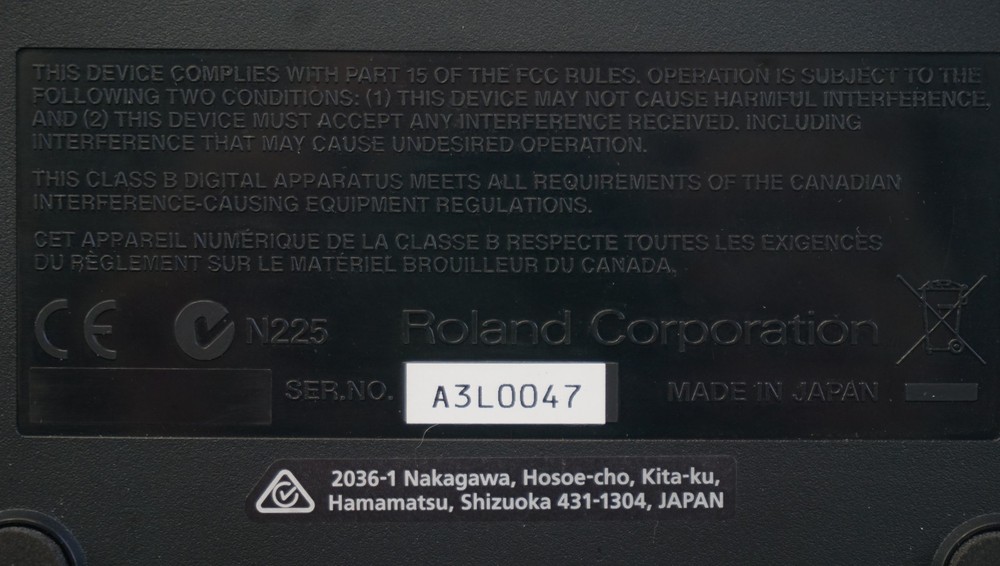 THIS DEVICE COMPLIES WITH PART 15 OF THE FCC RULES. OPERATION IS SUBJECT TO THE
FOLLOWING TWO CONDITIONS: (1) THIS DEVICE MAY NOT CAUSE HARMFUL INTERFERENCE,
AND (2) THIS DEVICE MUST ACCEPT ANY INTERFERENCE RECEIVED. INCLUDING
INTERFERENCE THAT MAY CAUSE UNDESIRED OPERATION.
THIS CLASS B DIGITAL APPARATUS MEETS ALL REQUIREMENTS OF THE CANADIAN
INTERFERENCE-CAUSING EQUIPMENT REGULATIONS.
CET APPAREIL NUMÉRIQUE DE LA CLASSE B RESPECTE TOUTES LES EXIGENCES
DU RÈGLEMENT SUR LE MATÉRIEL BROUILLEUR DU CANADA.
CE N225 Roland Corporation
SER.NO. A3L0047 MADE IN JAPAN
2036-1 Nakagawa, Hosoe-cho, Kita-ku,
Hamamatsu, Shizuoka 431-1304, JAPAN